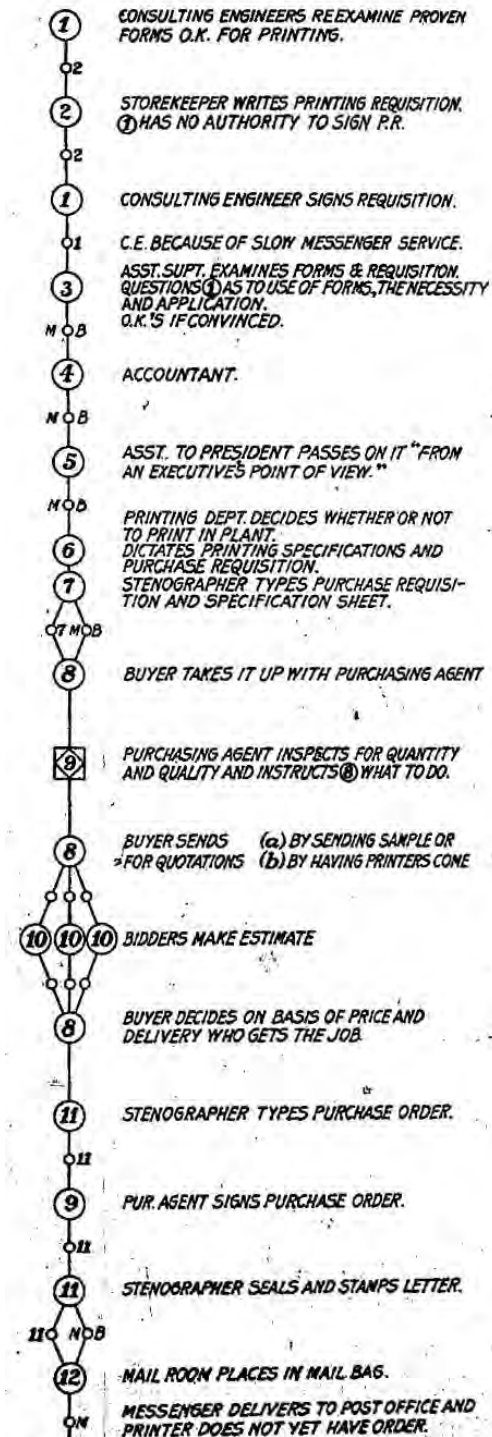 1 CONSULTING ENGINEERS REEXAMINE PROVEN
FORMS O.K. FOR PRINTING.
2
2 STOREKEEPER WRITES PRINTING REQUISITION.
① HAS NO AUTHORITY TO SIGN P.R.
2
1 CONSULTING ENGINEER SIGNS REQUISITION.
1 C.E. BECAUSE OF SLOW MESSENGER SERVICE.
3 ASST. SUPT. EXAMINES FORMS & REQUISITION.
QUESTIONS ① AS TO USE OF FORMS, THE NECESSITY
AND APPLICATION.
O.K.'S IF CONVINCED.
M B
4 ACCOUNTANT.
M B
5 ASST. TO PRESIDENT PASSES ON IT "FROM
AN EXECUTIVE'S POINT OF VIEW."
M B
6 PRINTING DEPT. DECIDES WHETHER OR NOT
TO PRINT IN PLANT.
DICTATES PRINTING SPECIFICATIONS AND
PURCHASE REQUISITION.
7 STENOGRAPHER TYPES PURCHASE REQUISI-
TION AND SPECIFICATION SHEET.
7 M B
8 BUYER TAKES IT UP WITH PURCHASING AGENT
9 PURCHASING AGENT INSPECTS FOR QUANTITY
AND QUALITY AND INSTRUCTS ⑧ WHAT TO DO.
8 BUYER SENDS (a) BY SENDING SAMPLE OR
FOR QUOTATIONS (b) BY HAVING PRINTERS COME
10 10 10 BIDDERS MAKE ESTIMATE
8 BUYER DECIDES ON BASIS OF PRICE AND
DELIVERY WHO GETS THE JOB
11 STENOGRAPHER TYPES PURCHASE ORDER.
11
9 PUR. AGENT SIGNS PURCHASE ORDER.
11
11 STENOGRAPHER SEALS AND STAMPS LETTER.
11 M B
12 MAIL ROOM PLACES IN MAIL BAG.
M MESSENGER DELIVERS TO POST OFFICE AND
PRINTER DOES NOT YET HAVE ORDER.